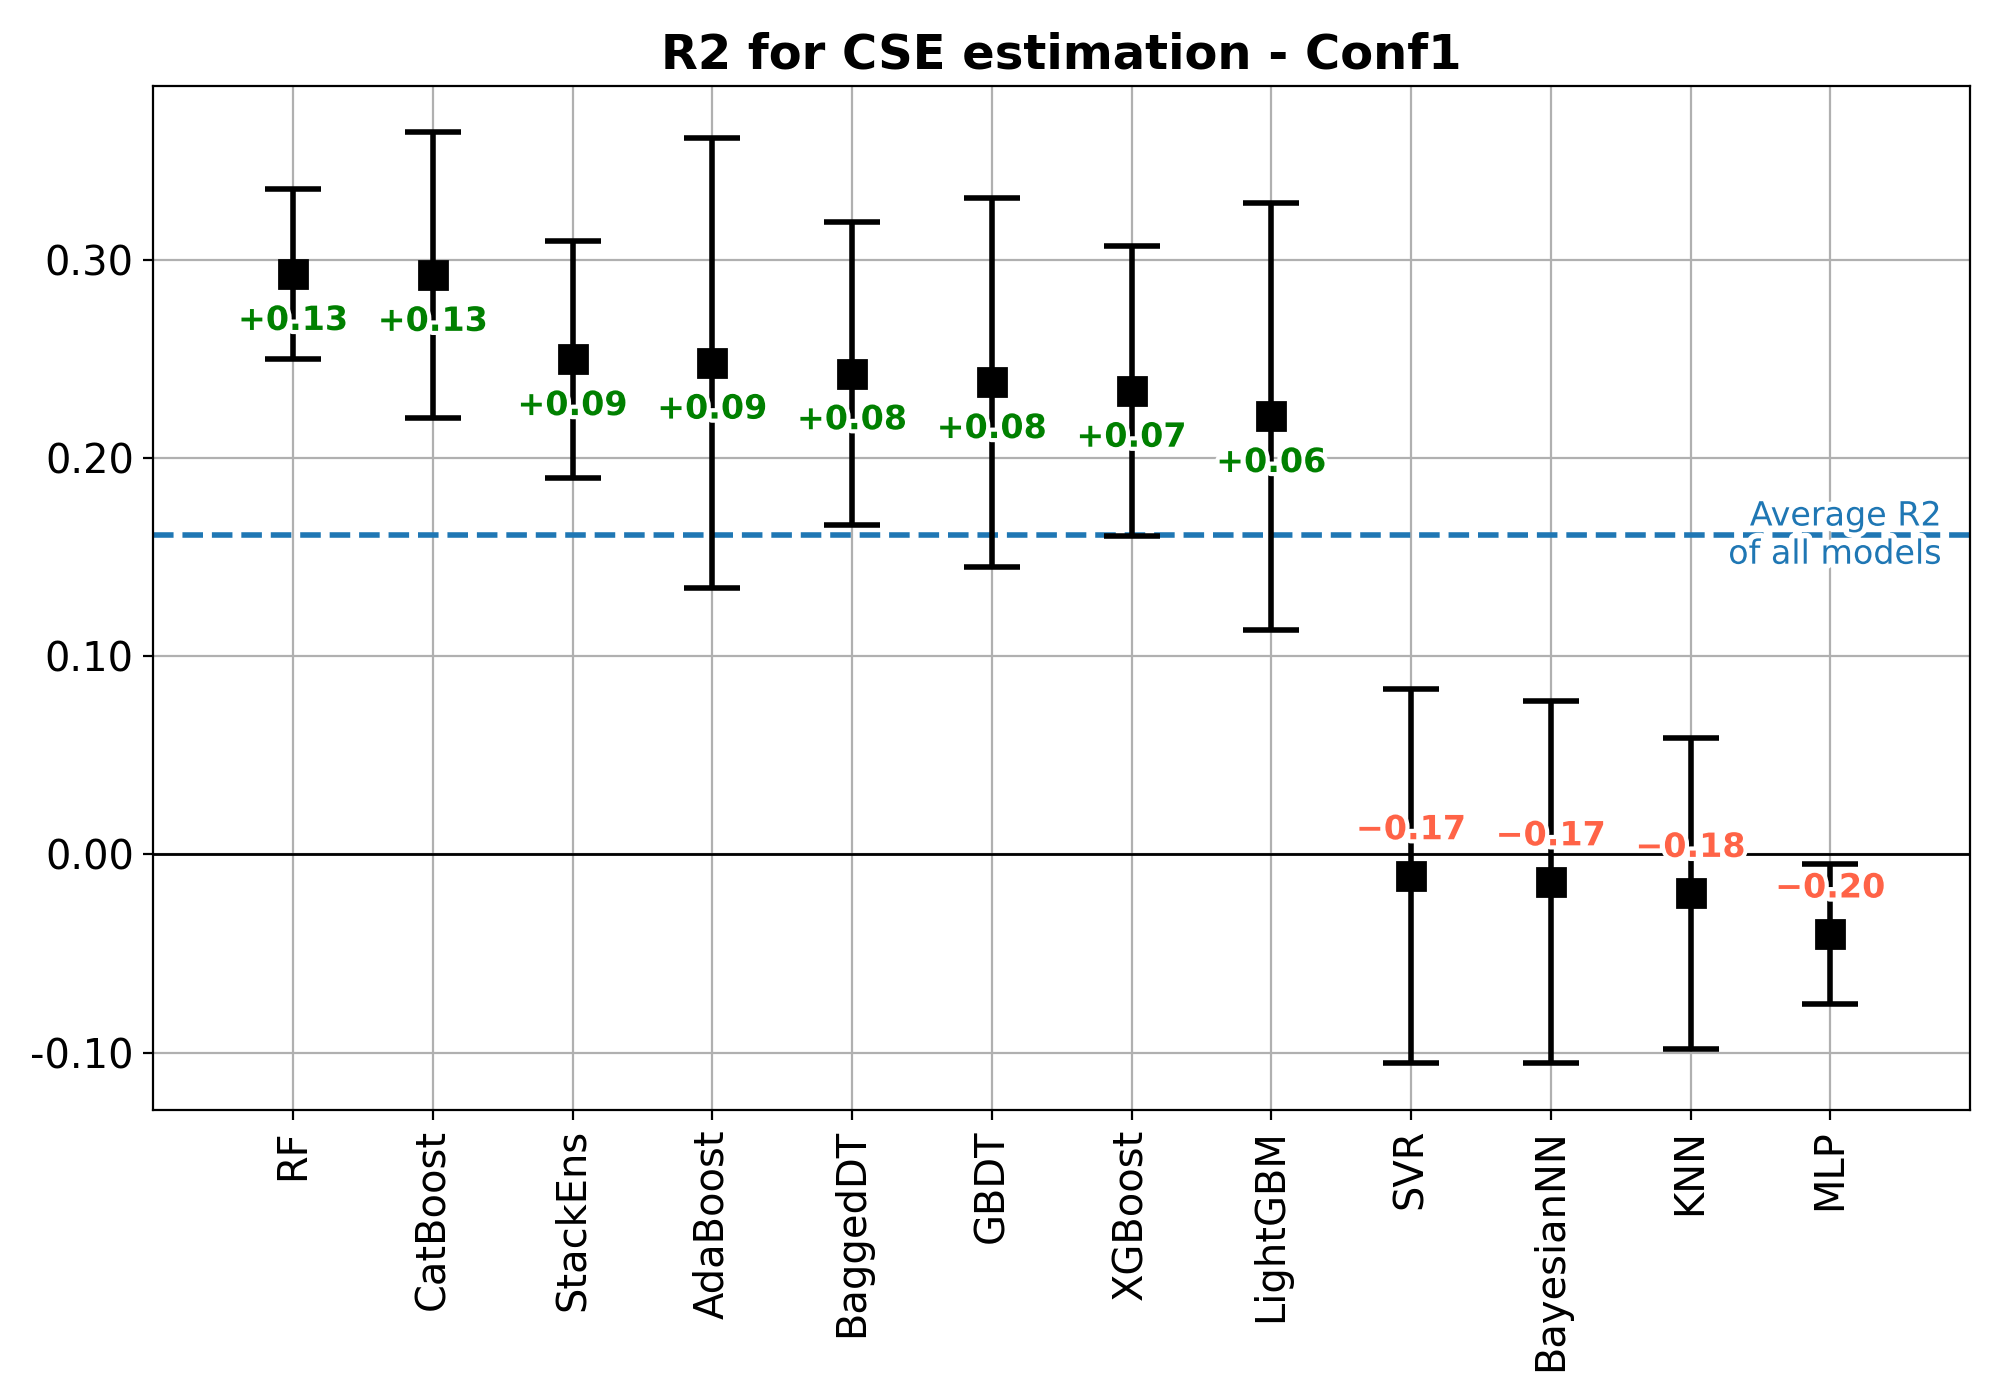 R2 for CSE estimation - Conf1
0.30
0.20
0.10
0.00
-0.10
+0.13
+0.13
+0.09
+0.09
+0.08
+0.08
+0.07
+0.06
Average R2
of all models
−0.17
−0.17
−0.18
−0.20
RF
CatBoost
StackEns
AdaBoost
BaggedDT
GBDT
XGBoost
LightGBM
SVR
BayesianNN
KNN
MLP